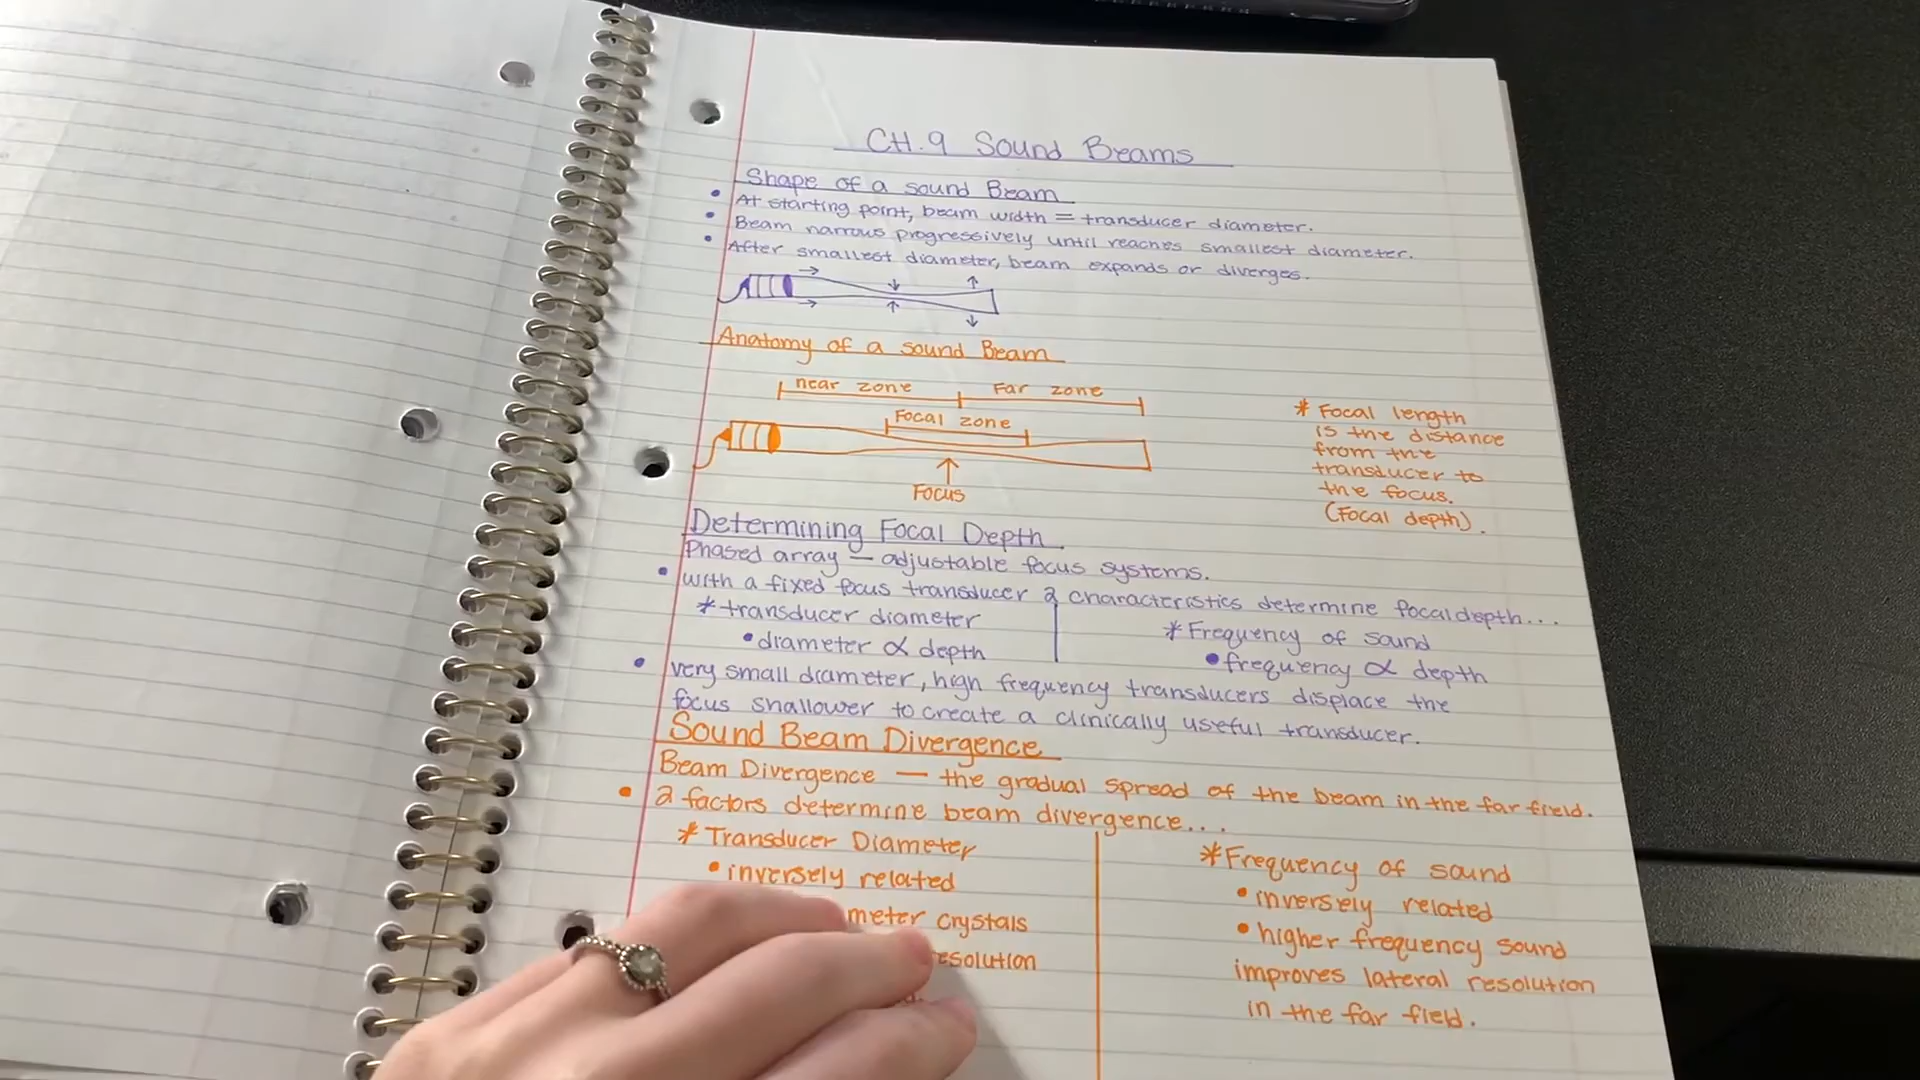 CH.9 Sound Beams
Shape of a sound Beam
• At starting point, beam width = transducer diameter.
• Beam narrows progressively until reaches smallest diameter.
• After smallest diameter, beam expands or diverges.
Anatomy of a sound Beam
near zone Far zone
Focal zone
Focus
* Focal length
is the distance
from the
transducer to
the focus.
(Focal depth).
Determining Focal Depth
Phased array — adjustable focus systems.
• with a fixed focus transducer 2 characteristics determine focal depth...
* transducer diameter
• diameter ∝ depth
* Frequency of sound
• frequency ∝ depth
• very small diameter, high frequency transducers displace the
focus shallower to create a clinically useful transducer.
Sound Beam Divergence
Beam Divergence — the gradual spread of the beam in the far field.
• 2 factors determine beam divergence...
* Transducer Diameter
• inversely related
meter crystals
esolution
* Frequency of sound
• inversely related
• higher frequency sound
improves lateral resolution
in the far field.